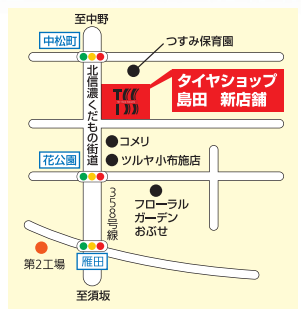 至中野
中松町
つすみ保育園
北信濃くだもの街道
タイヤショップ
島田 新店舗
コメリ
ツルヤ小布施店
花公園
358号線
フローラル
ガーデン
おぶせ
第2工場
雁田
至須坂